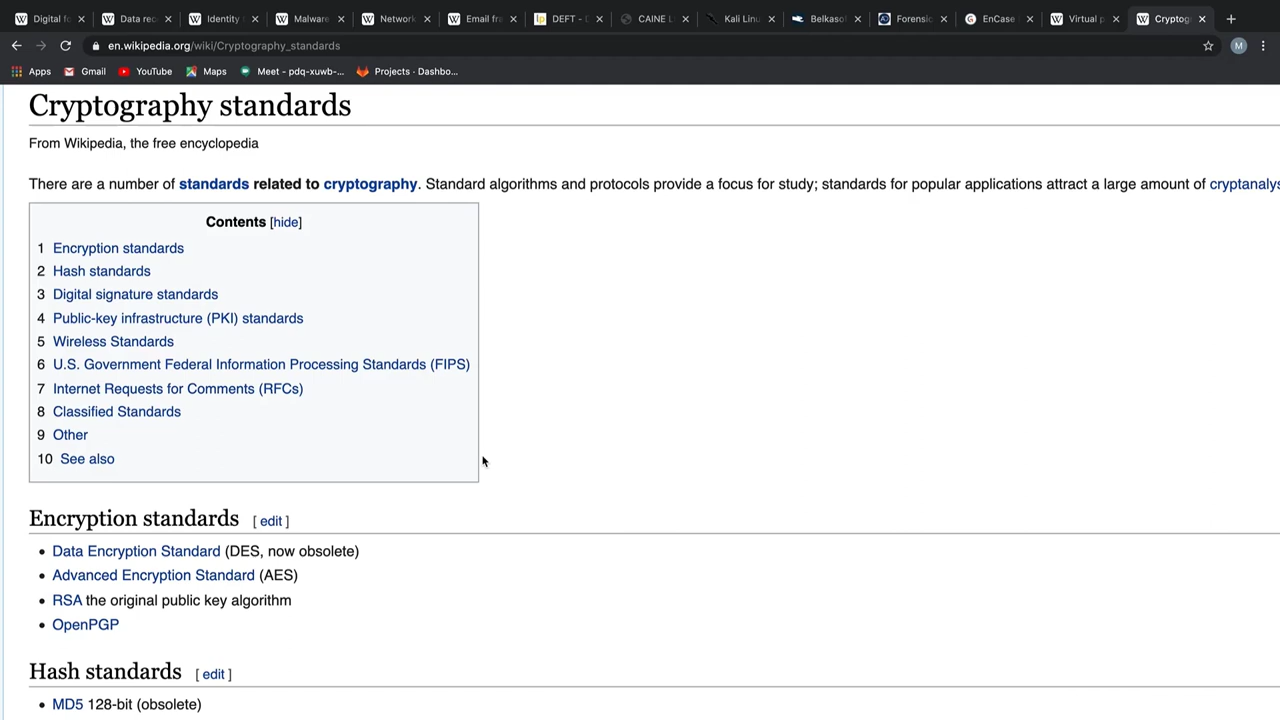 Digital fo
Data rec
Identity
Malware
Network
Email fr
DEFT - D
CAINE L
Kali Linu
Belkaso
Forensic
EnCase
Virtual p
Cryptog
en.wikipedia.org/wiki/Cryptography_standards
M
Apps
Gmail
YouTube
Maps
Meet - pdq-xuwb-...
Projects · Dashbo...
Cryptography standards
From Wikipedia, the free encyclopedia
There are a number of standards related to cryptography. Standard algorithms and protocols provide a focus for study; standards for popular applications attract a large amount of cryptanalys
Contents [hide]
1 Encryption standards
2 Hash standards
3 Digital signature standards
4 Public-key infrastructure (PKI) standards
5 Wireless Standards
6 U.S. Government Federal Information Processing Standards (FIPS)
7 Internet Requests for Comments (RFCs)
8 Classified Standards
9 Other
10 See also
Encryption standards [ edit ]
• Data Encryption Standard (DES, now obsolete)
• Advanced Encryption Standard (AES)
• RSA the original public key algorithm
• OpenPGP
Hash standards [ edit ]
• MD5 128-bit (obsolete)